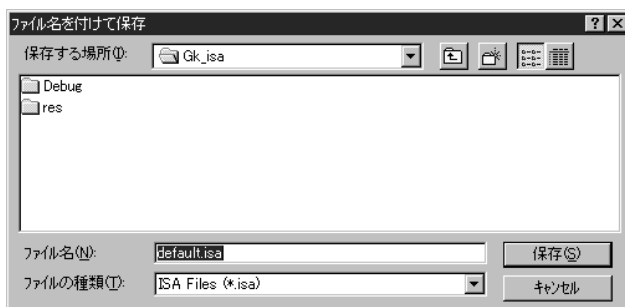 ファイル名を付けて保存
保存する場所(I): Gk_isa
Debug
res
ファイル名(N): default.isa 保存(S)
ファイルの種類(T): ISA Files (*.isa) キャンセル